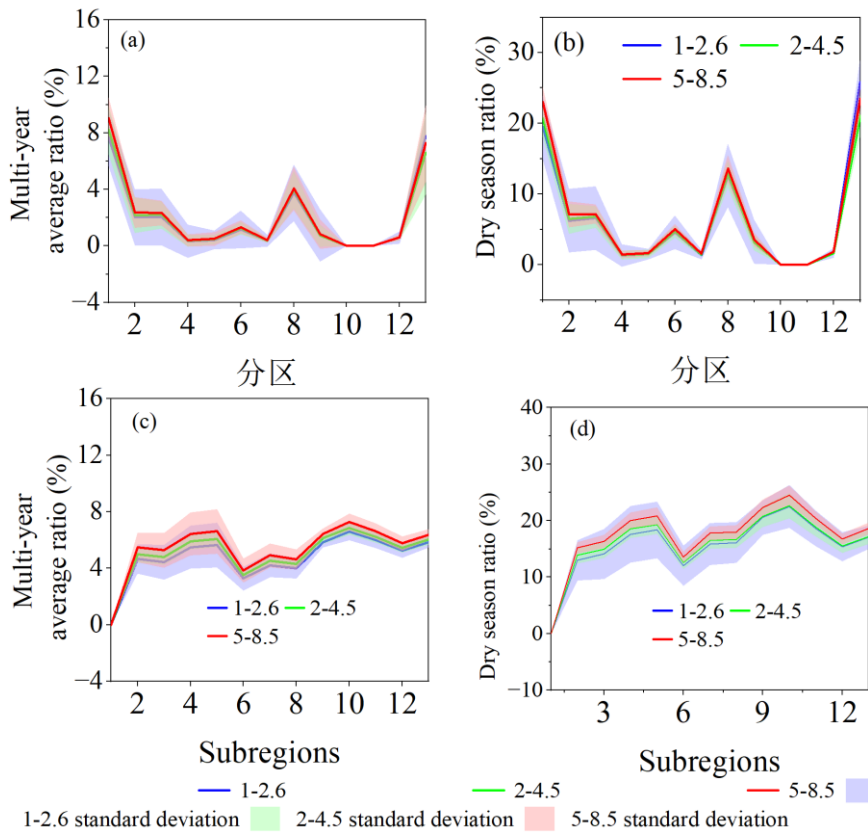 (a)
Multi-year
average ratio (%)
16
12
8
4
0
−4
2 4 6 8 10 12
分区
(b)
1-2.6 2-4.5
5-8.5
Dry season ratio (%)
30
20
10
0
2 4 6 8 10 12
分区
(c)
Multi-year
average ratio (%)
16
12
8
4
0
−4
1-2.6 2-4.5
5-8.5
2 4 6 8 10 12
Subregions
(d)
Dry season ratio (%)
40
30
20
10
0
−10
1-2.6 2-4.5
5-8.5
3 6 9 12
Subregions
1-2.6 2-4.5 5-8.5
1-2.6 standard deviation 2-4.5 standard deviation 5-8.5 standard deviation